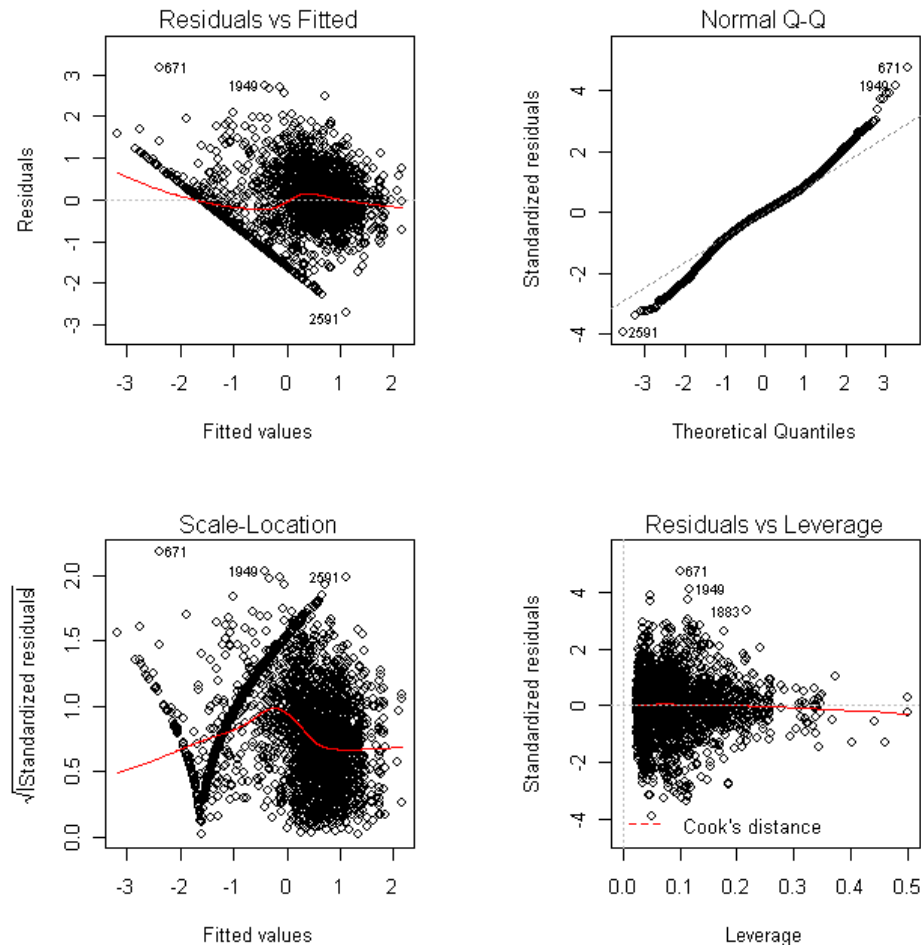 Residuals vs Fitted
Residuals
3
2
1
0
-1
-2
-3
671
1949
2591
-3 -2 -1 0 1 2
Fitted values
Normal Q-Q
Standardized residuals
4
2
0
-2
-4
671
1949
2591
-3 -2 -1 0 1 2 3
Theoretical Quantiles
Scale-Location
√|Standardized residuals|
2.0
1.5
1.0
0.5
0.0
671
1949
2591
-3 -2 -1 0 1 2
Fitted values
Residuals vs Leverage
Standardized residuals
4
2
0
-2
-4
671
1949
1883
Cook's distance
0.0 0.1 0.2 0.3 0.4 0.5
Leverage